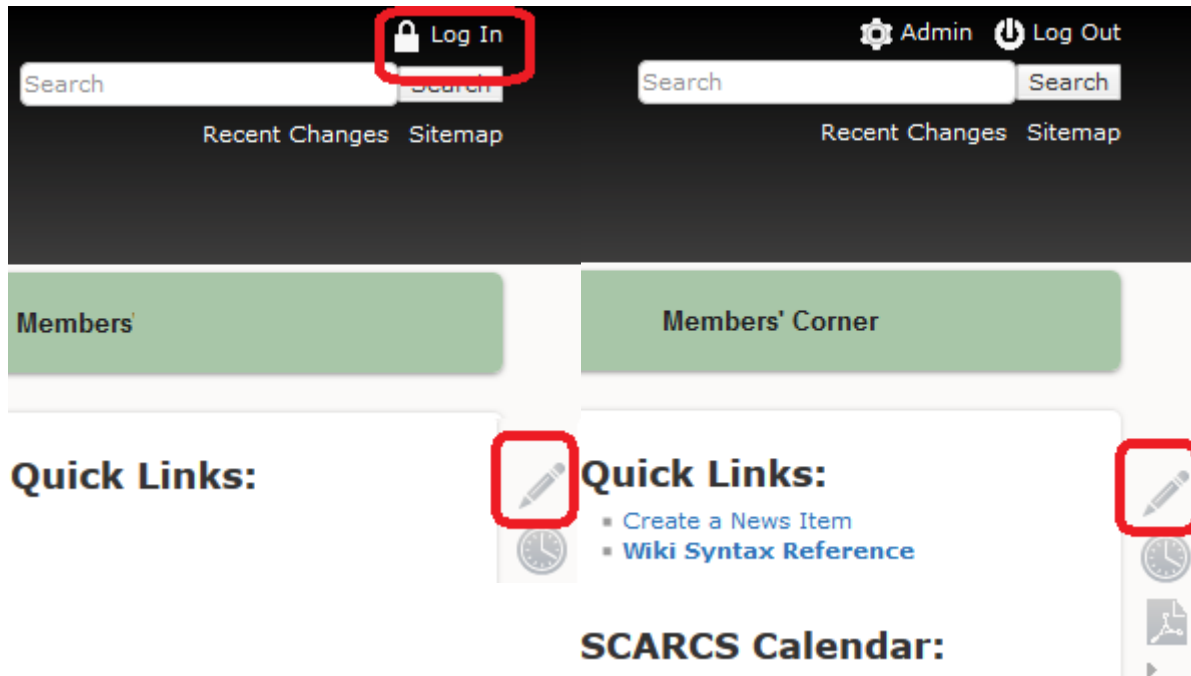 Log In
Search Search
Recent Changes Sitemap
Members'
Quick Links:
Admin Log Out
Search Search
Recent Changes Sitemap
Members' Corner
Quick Links:
Create a News Item
Wiki Syntax Reference
SCARCS Calendar: